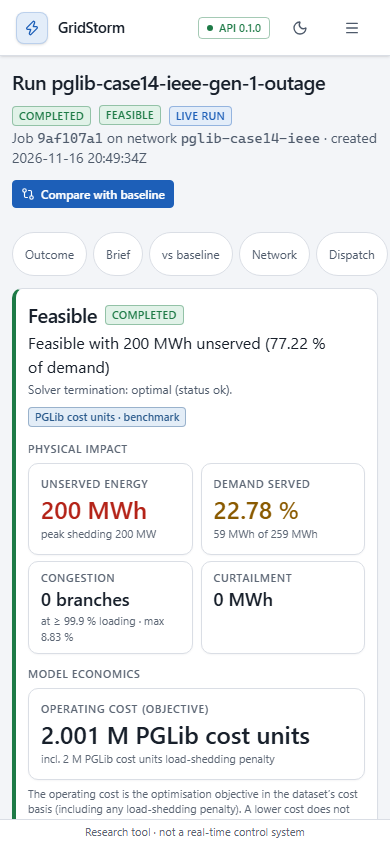 GridStorm
API 0.1.0
Run pglib-case14-ieee-gen-1-outage
COMPLETED FEASIBLE LIVE RUN
Job 9af107a1 on network pglib-case14-ieee · created
2026-11-16 20:49:34Z
Compare with baseline
Outcome Brief vs baseline Network Dispatch
Feasible COMPLETED
Feasible with 200 MWh unserved (77.22 %
of demand)
Solver termination: optimal (status ok).
PGLib cost units · benchmark
PHYSICAL IMPACT
UNSERVED ENERGY
200 MWh
peak shedding 200 MW
DEMAND SERVED
22.78 %
59 MWh of 259 MWh
CONGESTION
0 branches
at ≥ 99.9 % loading · max
8.83 %
CURTAILMENT
0 MWh
MODEL ECONOMICS
OPERATING COST (OBJECTIVE)
2.001 M PGLib cost units
incl. 2 M PGLib cost units load-shedding penalty
The operating cost is the optimisation objective in the dataset's cost
basis (including any load-shedding penalty). A lower cost does not
Research tool · not a real-time control system